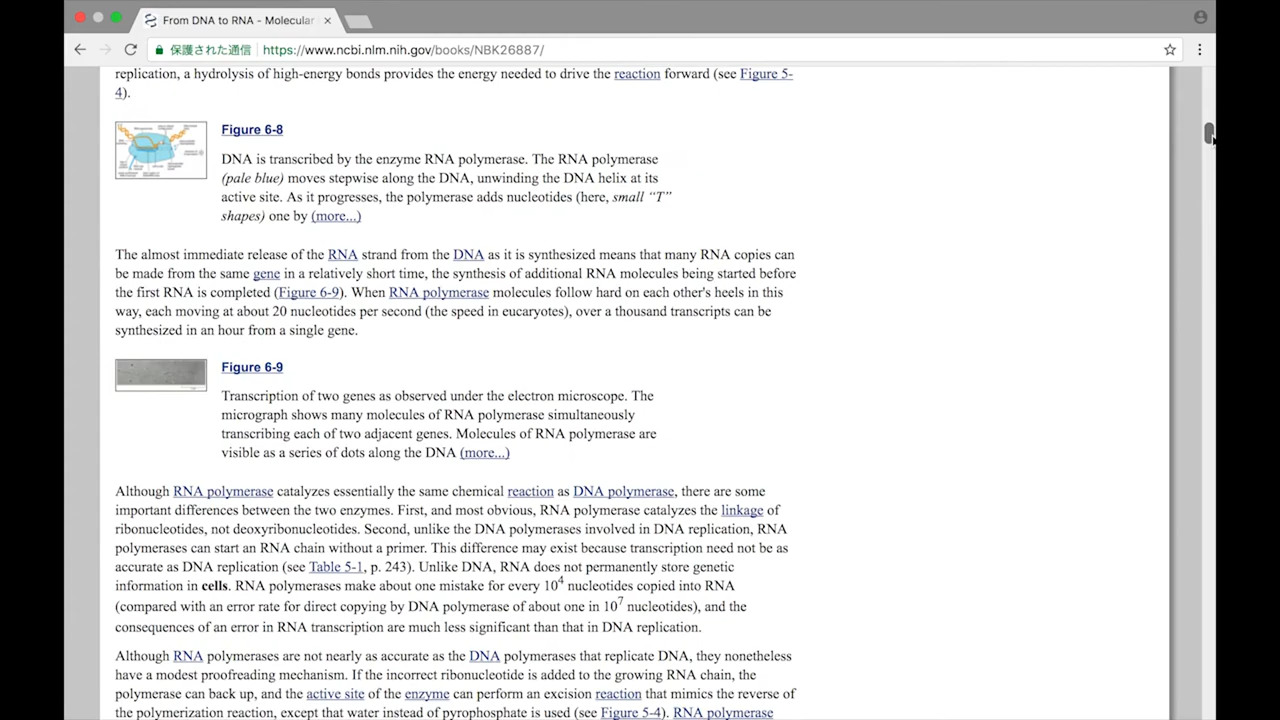 From DNA to RNA - Molecular
保護された通信 https://www.ncbi.nlm.nih.gov/books/NBK26887/
replication, a hydrolysis of high-energy bonds provides the energy needed to drive the reaction forward (see Figure 5-
4).
Figure 6-8
DNA is transcribed by the enzyme RNA polymerase. The RNA polymerase
(pale blue) moves stepwise along the DNA, unwinding the DNA helix at its
active site. As it progresses, the polymerase adds nucleotides (here, small “T”
shapes) one by (more...)
The almost immediate release of the RNA strand from the DNA as it is synthesized means that many RNA copies can
be made from the same gene in a relatively short time, the synthesis of additional RNA molecules being started before
the first RNA is completed (Figure 6-9). When RNA polymerase molecules follow hard on each other's heels in this
way, each moving at about 20 nucleotides per second (the speed in eucaryotes), over a thousand transcripts can be
synthesized in an hour from a single gene.
Figure 6-9
Transcription of two genes as observed under the electron microscope. The
micrograph shows many molecules of RNA polymerase simultaneously
transcribing each of two adjacent genes. Molecules of RNA polymerase are
visible as a series of dots along the DNA (more...)
Although RNA polymerase catalyzes essentially the same chemical reaction as DNA polymerase, there are some
important differences between the two enzymes. First, and most obvious, RNA polymerase catalyzes the linkage of
ribonucleotides, not deoxyribonucleotides. Second, unlike the DNA polymerases involved in DNA replication, RNA
polymerases can start an RNA chain without a primer. This difference may exist because transcription need not be as
accurate as DNA replication (see Table 5-1, p. 243). Unlike DNA, RNA does not permanently store genetic
information in cells. RNA polymerases make about one mistake for every 10⁴ nucleotides copied into RNA
(compared with an error rate for direct copying by DNA polymerase of about one in 10⁷ nucleotides), and the
consequences of an error in RNA transcription are much less significant than that in DNA replication.
Although RNA polymerases are not nearly as accurate as the DNA polymerases that replicate DNA, they nonetheless
have a modest proofreading mechanism. If the incorrect ribonucleotide is added to the growing RNA chain, the
polymerase can back up, and the active site of the enzyme can perform an excision reaction that mimics the reverse of
the polymerization reaction, except that water instead of pyrophosphate is used (see Figure 5-4). RNA polymerase